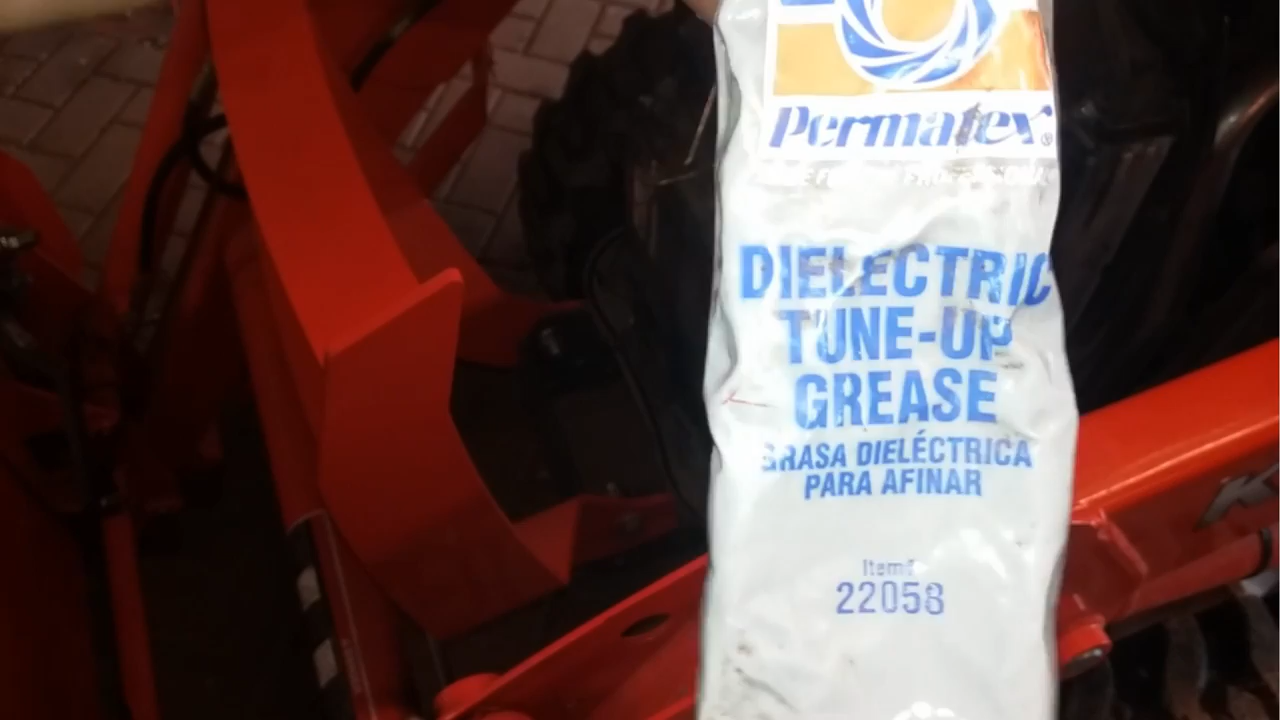 Permatex®
DIELECTRIC
TUNE-UP
GREASE
GRASA DIELÉCTRICA
PARA AFINAR
Item#
22058